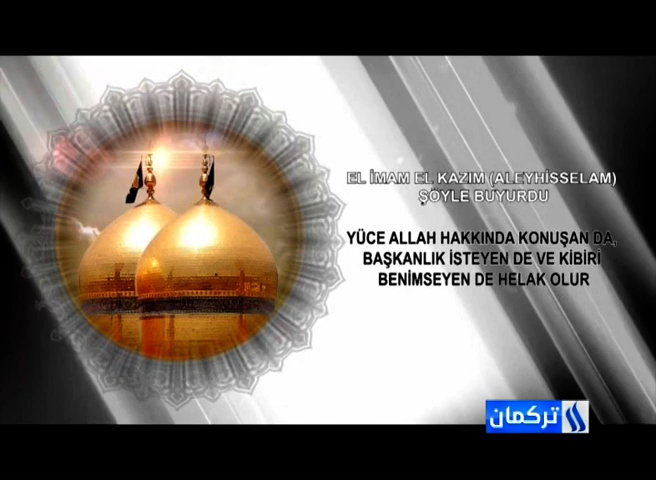 EL İMAM EL KAZIM (ALEYHİSSELAM)
ŞÖYLE BUYURDU
YÜCE ALLAH HAKKINDA KONUŞAN DA,
BAŞKANLIK İSTEYEN DE VE KİBİRİ
BENİMSEYEN DE HELAK OLUR
تركمان